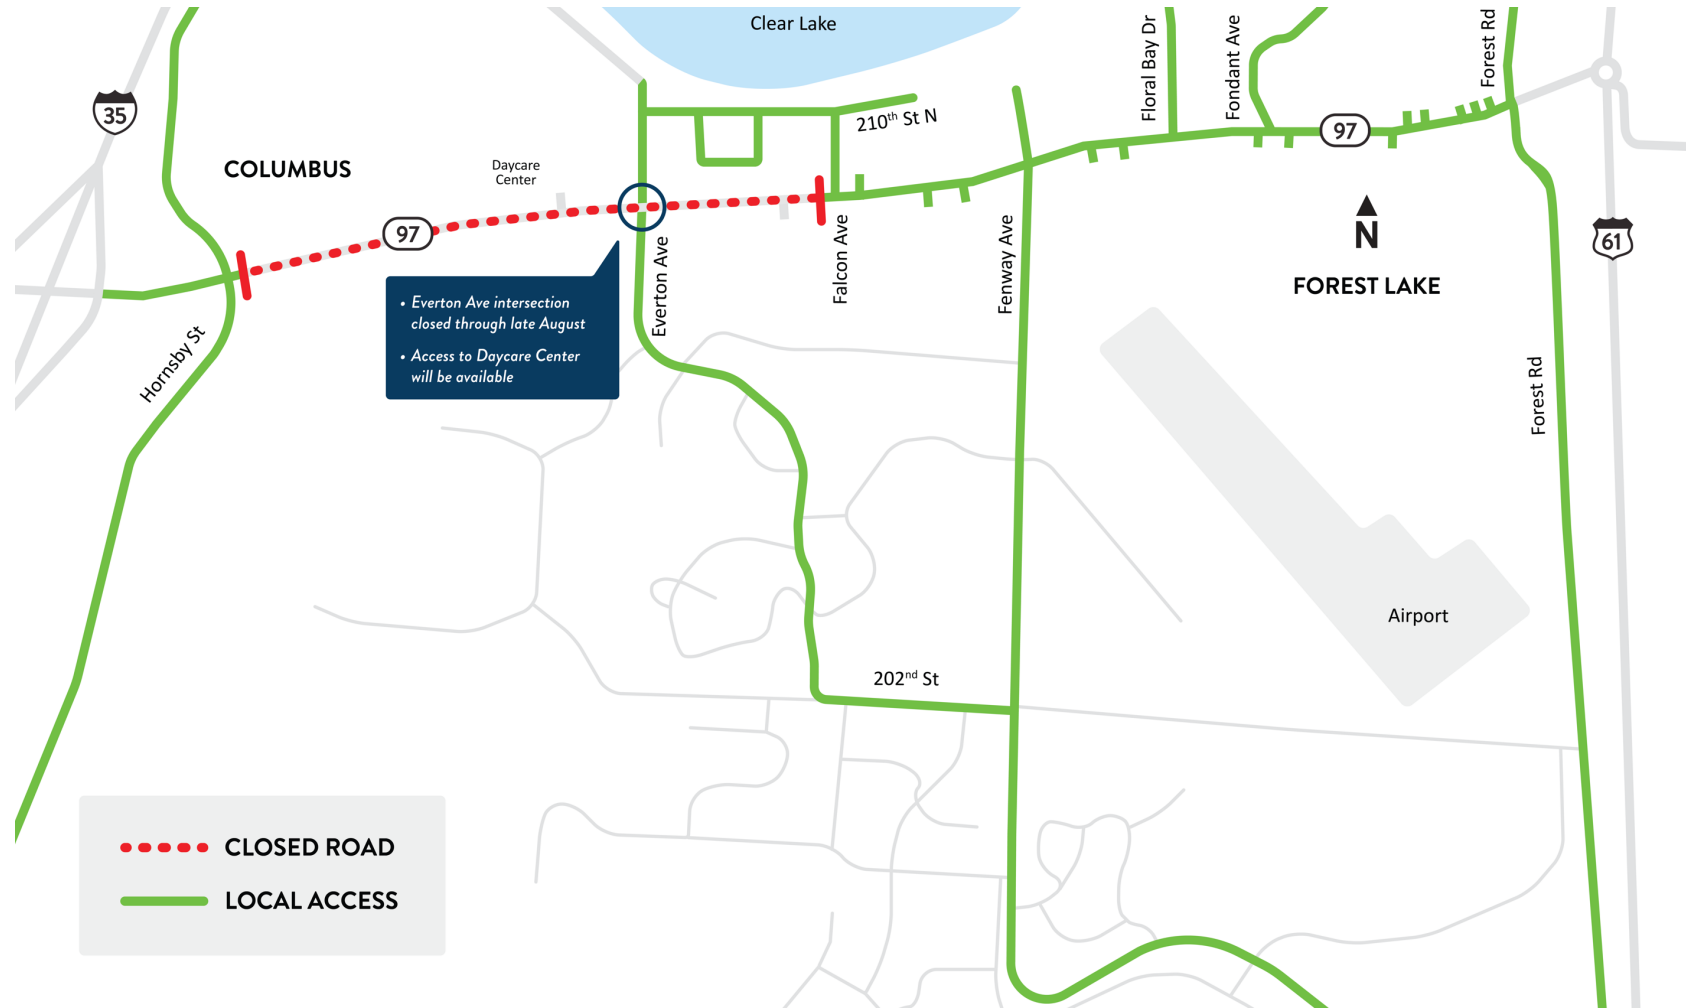 Clear Lake
Floral Bay Dr
Fondant Ave
Forest Rd
35
210th St N
97
COLUMBUS
Daycare
Center
97
N
61
FOREST LAKE
Everton Ave
Falcon Ave
Fenway Ave
• Everton Ave intersection
closed through late August
• Access to Daycare Center
will be available
Hornsby St
Forest Rd
Airport
202nd St
CLOSED ROAD
LOCAL ACCESS